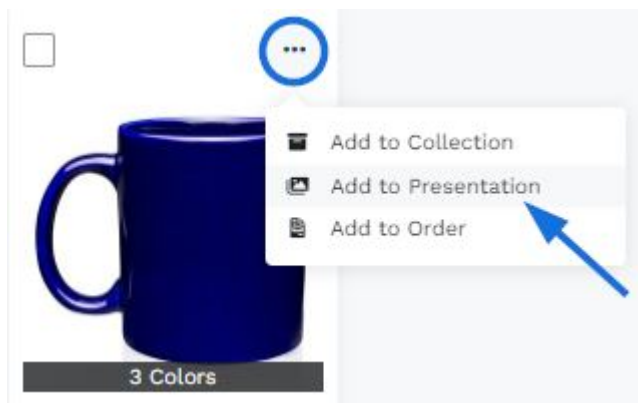 Add to Collection
Add to Presentation
Add to Order
3 Colors